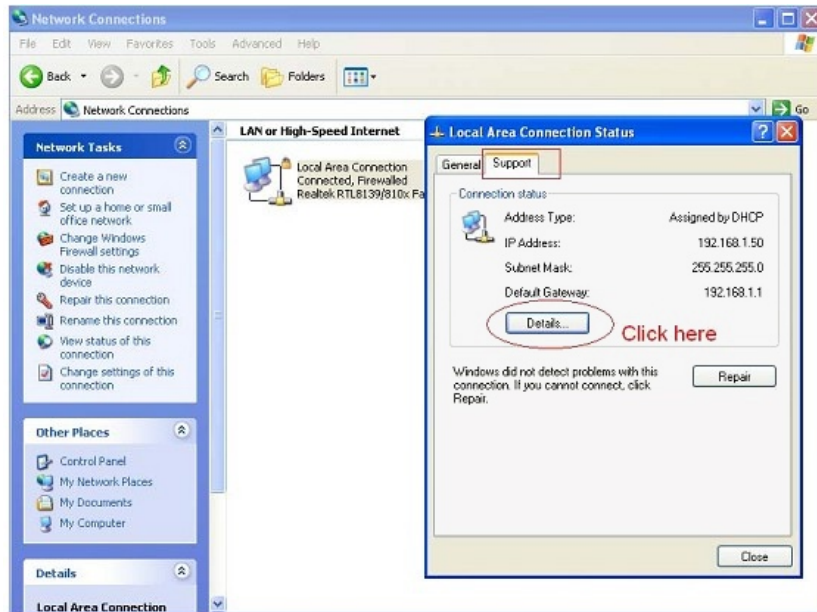 Network Connections
File Edit View Favorites Tools Advanced Help
Back Search Folders
Address Network Connections Go
Network Tasks
Create a new
connection
Set up a home or small
office network
Change Windows
Firewall settings
Disable this network
device
Repair this connection
Rename this connection
View status of this
connection
Change settings of this
connection
Other Places
Control Panel
My Network Places
My Documents
My Computer
Details
Local Area Connection
LAN or High-Speed Internet
Local Area Connection
Connected, Firewalled
Realtek RTL8139/810x Fa
Local Area Connection Status
General Support
Connection status
Address Type: Assigned by DHCP
IP Address: 192.168.1.50
Subnet Mask: 255.255.255.0
Default Gateway: 192.168.1.1
Details... Click here
Windows did not detect problems with this
connection. If you cannot connect, click
Repair.
Repair
Close